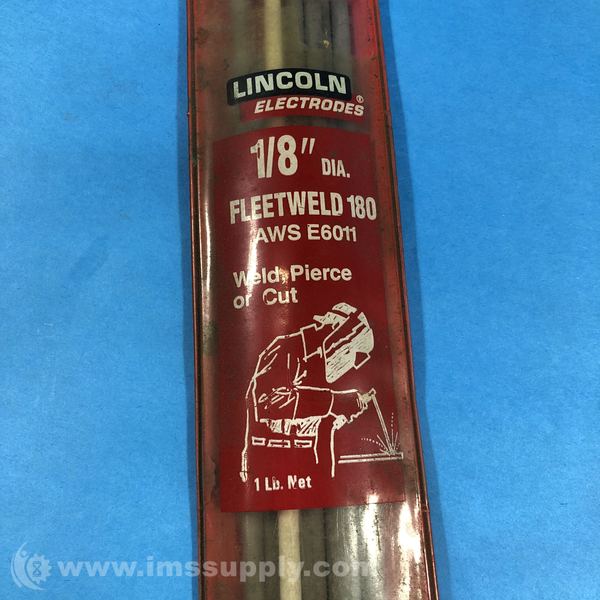 LINCOLN
ELECTRODES ®
1/8" DIA.
FLEETWELD 180
AWS E6011
Weld, Pierce
or Cut
1 Lb. Net
www.imssupply.com